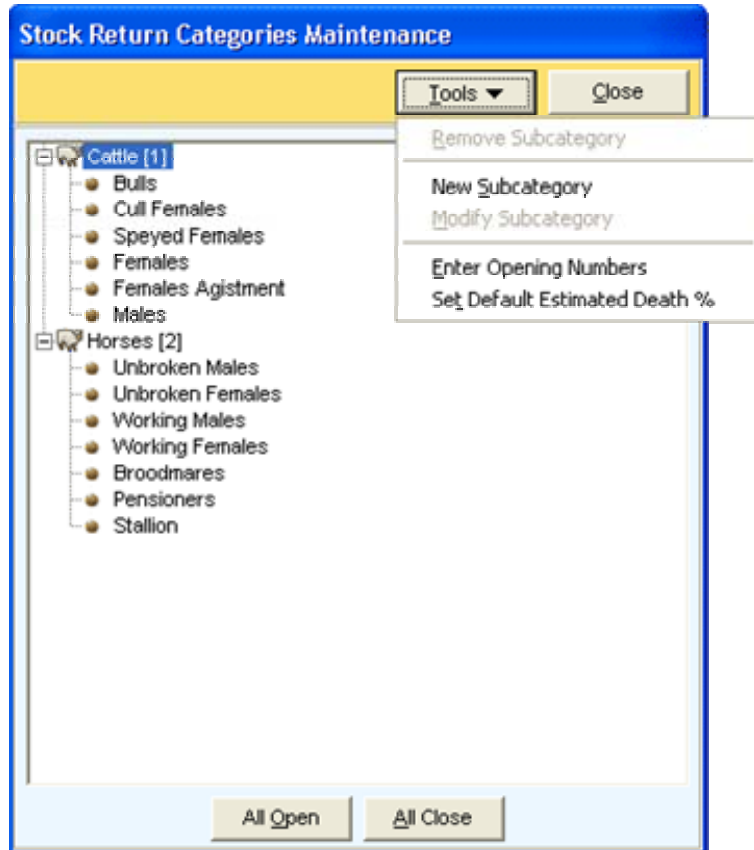 Stock Return Categories Maintenance
Tools Close
Remove Subcategory
New Subcategory
Modify Subcategory
Enter Opening Numbers
Set Default Estimated Death %
Cattle [1]
Bulls
Cull Females
Speyed Females
Females
Females Agistment
Males
Horses [2]
Unbroken Males
Unbroken Females
Working Males
Working Females
Broodmares
Pensioners
Stallion
All Open All Close